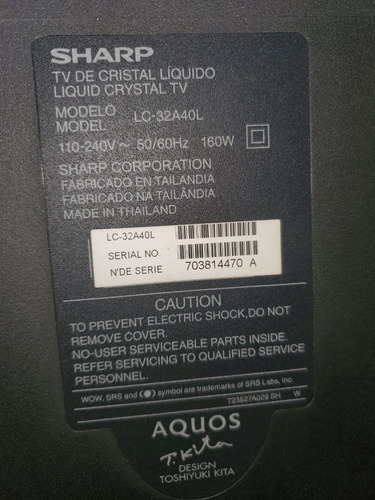 SHARP
TV DE CRISTAL LÍQUIDO
LIQUID CRYSTAL TV
MODELO
MODEL LC-32A40L
110-240V~ 50/60Hz 160W
SHARP CORPORATION
FABRICADO EN TAILANDIA
FABRICADO NA TAILÂNDIA
MADE IN THAILAND
LC-32A40L
SERIAL NO.
N'DE SERIE 703814470 A
CAUTION
TO PREVENT ELECTRIC SHOCK,DO NOT
REMOVE COVER.
NO-USER SERVICEABLE PARTS INSIDE.
REFER SERVICING TO QUALIFIED SERVICE
PERSONNEL.
WOW, SRS and (●) symbol are trademarks of SRS Labs, Inc.
T23527A029 SH W
AQUOS
T. Kita
DESIGN
TOSHIYUKI KITA